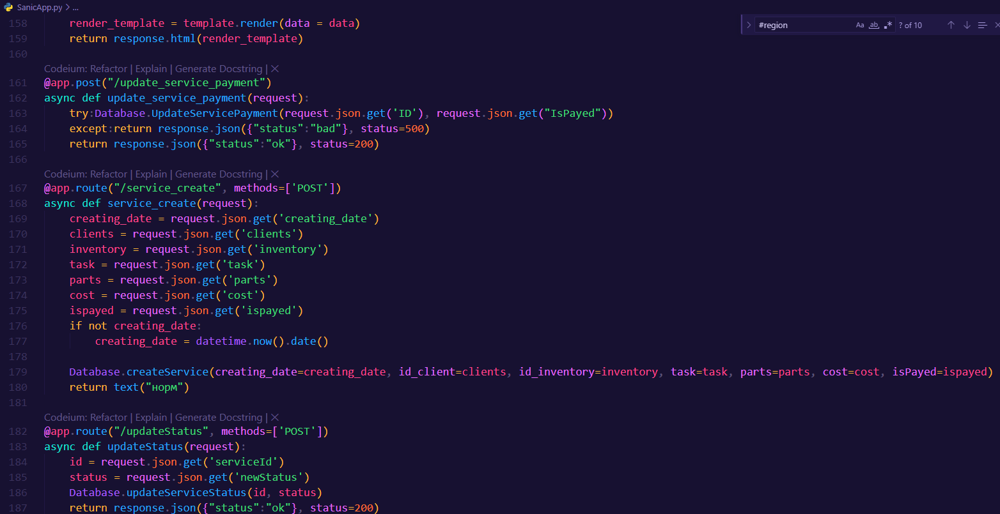 SanicApp.py > ...
#region Aa ab .* ? of 10
158 render_template = template.render(data = data)
159 return response.html(render_template)
160
Codeium: Refactor | Explain | Generate Docstring | ×
161 @app.post("/update_service_payment")
162 async def update_service_payment(request):
163 try:Database.UpdateServicePayment(request.json.get('ID'), request.json.get("IsPayed"))
164 except:return response.json({"status":"bad"}, status=500)
165 return response.json({"status":"ok"}, status=200)
166
Codeium: Refactor | Explain | Generate Docstring | ×
167 @app.route("/service_create", methods=['POST'])
168 async def service_create(request):
169 creating_date = request.json.get('creating_date')
170 clients = request.json.get('clients')
171 inventory = request.json.get('inventory')
172 task = request.json.get('task')
173 parts = request.json.get('parts')
174 cost = request.json.get('cost')
175 ispayed = request.json.get('ispayed')
176 if not creating_date:
177 creating_date = datetime.now().date()
178
179 Database.createService(creating_date=creating_date, id_client=clients, id_inventory=inventory, task=task, parts=parts, cost=cost, isPayed=ispayed)
180 return text("норм")
181
Codeium: Refactor | Explain | Generate Docstring | ×
182 @app.route("/updateStatus", methods=['POST'])
183 async def updateStatus(request):
184 id = request.json.get('serviceId')
185 status = request.json.get('newStatus')
186 Database.updateServiceStatus(id, status)
187 return response.json({"status":"ok"}, status=200)